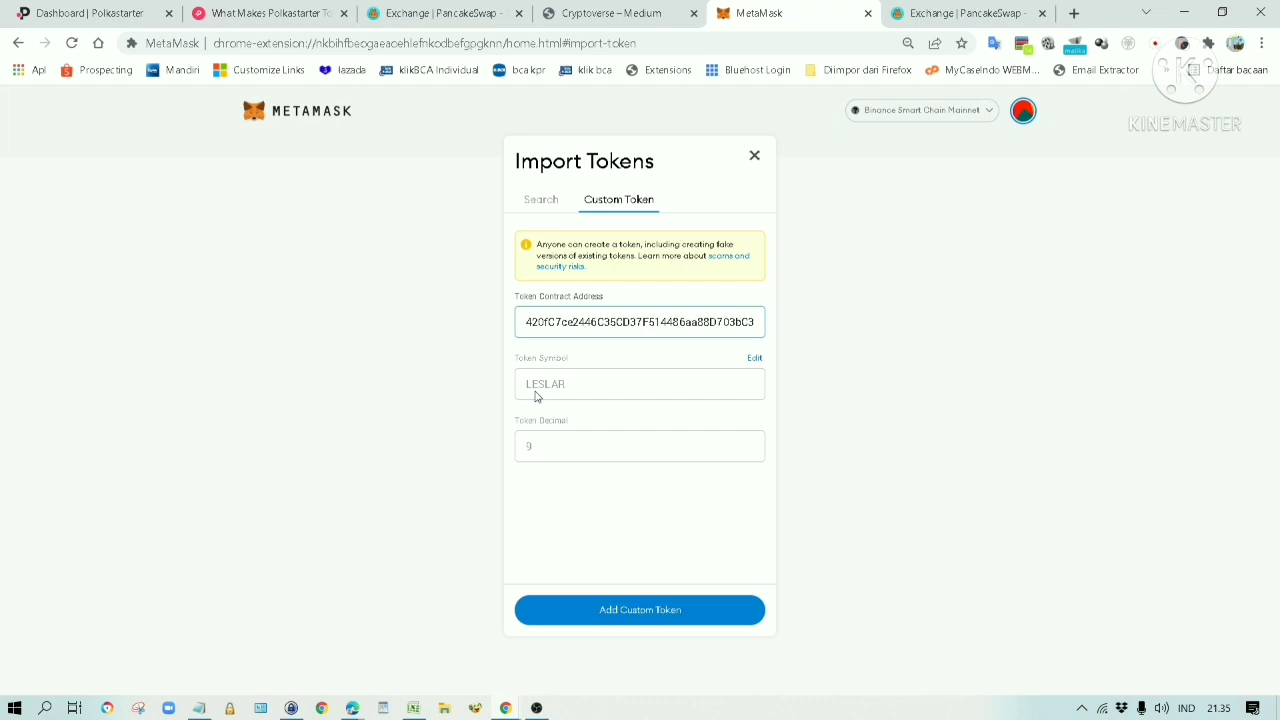 Dashboard | Polkastarter
Polkastarter Watchlist To
Exchange | PancakeSwap -
Cryptowave – Medium
MetaMask
Exchange | PancakeSwap -
MetaMask | chrome-extension://nkbihfbeogaeaoehlefnkodbefgpgknn/home.html#import-token
Apl
Prospecting
Mandiri
Customize Links
lazada
klikBCA Individual
bca kpr
klik bca
Extensions
Bluehost Login
Diimpor dari Firefox
MyCaseIndo WEBM...
Email Extractor
»
Daftar bacaan
METAMASK
Binance Smart Chain Mainnet
KINEMASTER
Import Tokens
Search
Custom Token
Anyone can create a token, including creating fake
versions of existing tokens. Learn more about scams and
security risks.
Token Contract Address
420fC7ce2446C35CD37F514486aa88D703bC3
Token Symbol
Edit
LESLAR
Token Decimal
9
Add Custom Token
IND
21.35